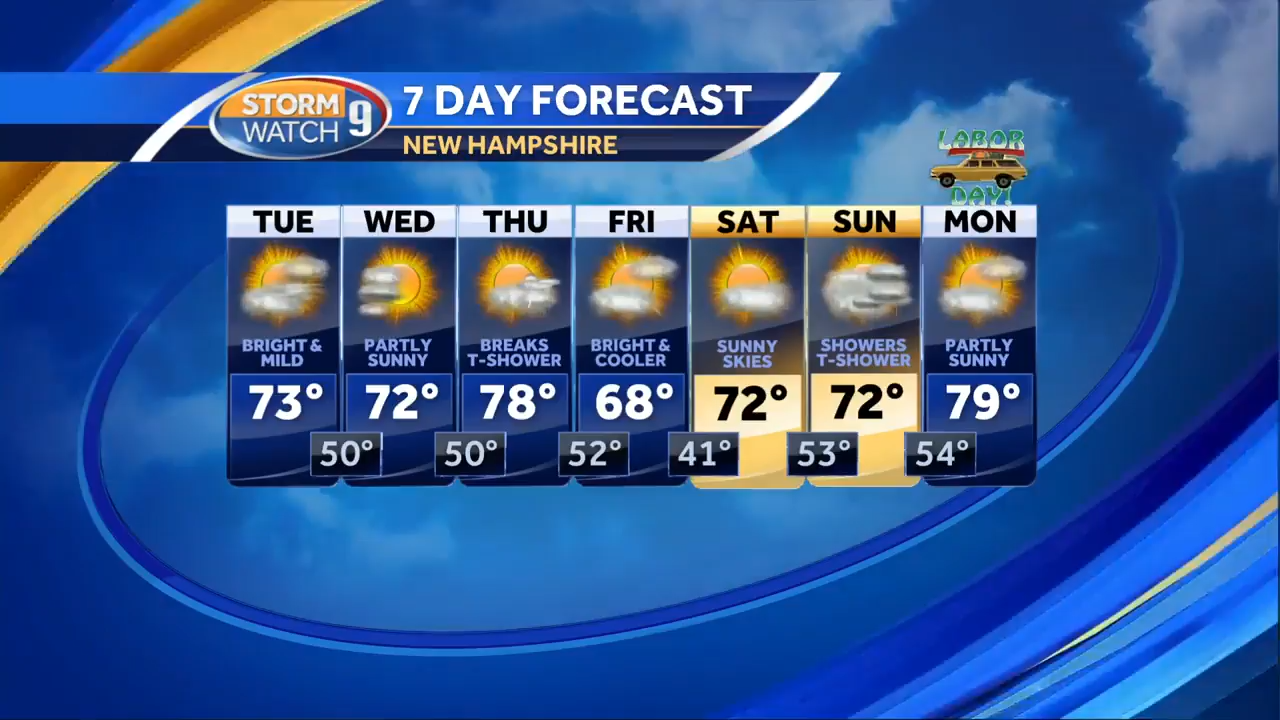 STORM
WATCH 9
7 DAY FORECAST
NEW HAMPSHIRE
LABOR
DAY!
TUE WED THU FRI SAT SUN MON
BRIGHT & PARTLY BREAKS BRIGHT & SUNNY SHOWERS PARTLY
MILD SUNNY T-SHOWER COOLER SKIES T-SHOWER SUNNY
73° 72° 78° 68° 72° 72° 79°
50° 50° 52° 41° 53° 54°